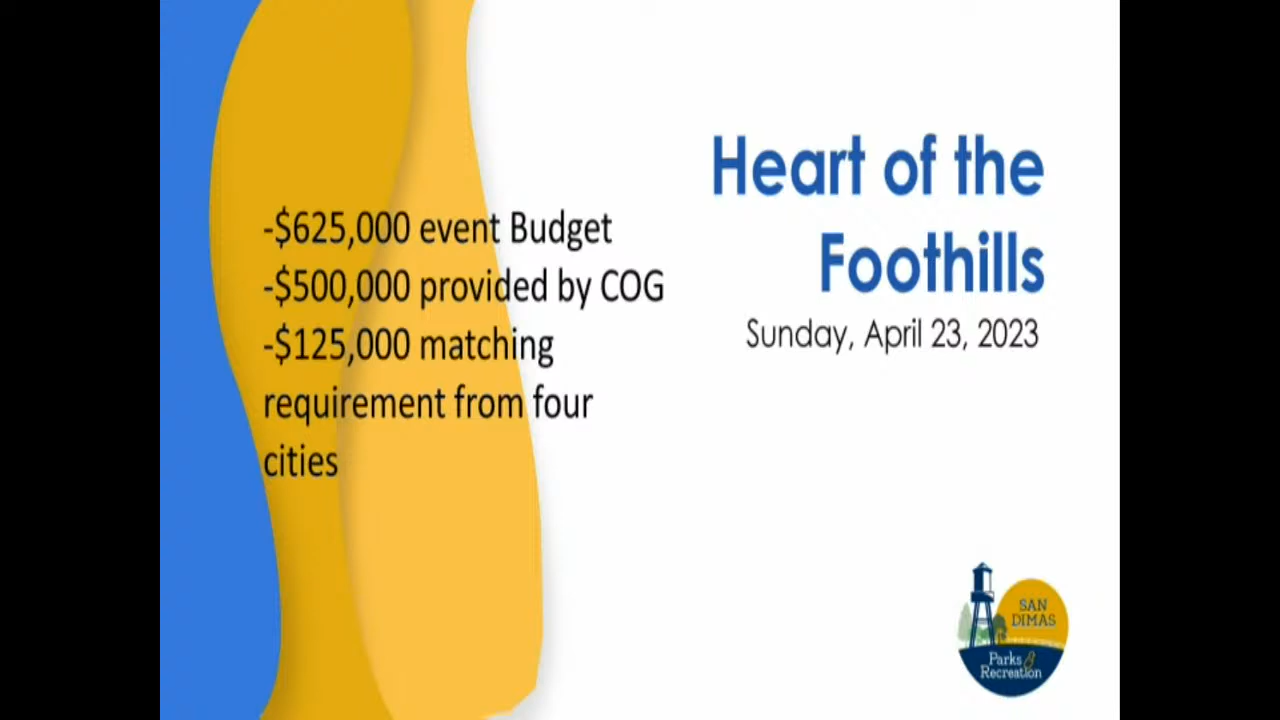 -$625,000 event Budget
-$500,000 provided by COG
-$125,000 matching
requirement from four
cities
Heart of the
Foothills
Sunday, April 23, 2023
SAN
DIMAS
Parks &
Recreation